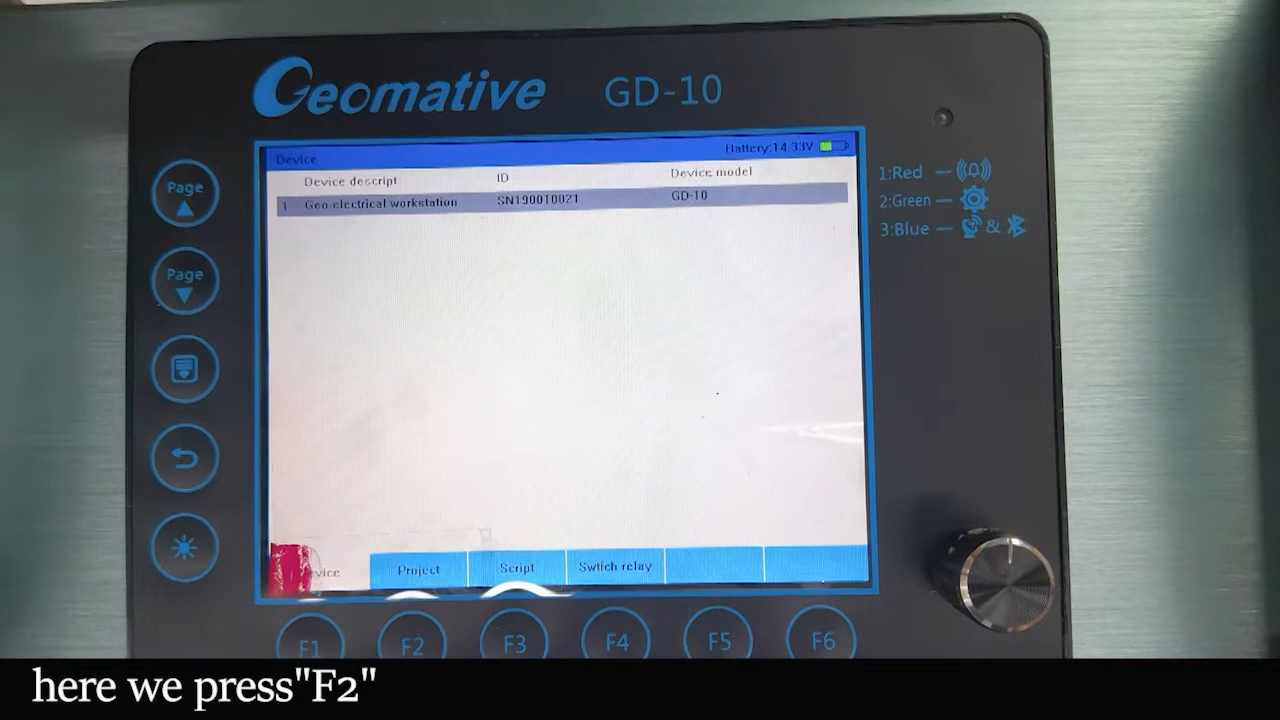 Geomative GD-10
Device Battery:14.33V
Device descript ID Device model
1 Geo-electrical workstation SN190010021 GD-10
Page
Page
1:Red —
2:Green —
3:Blue — &
vice Project Script Swtich relay
F1 F2 F3 F4 F5 F6
here we press"F2"